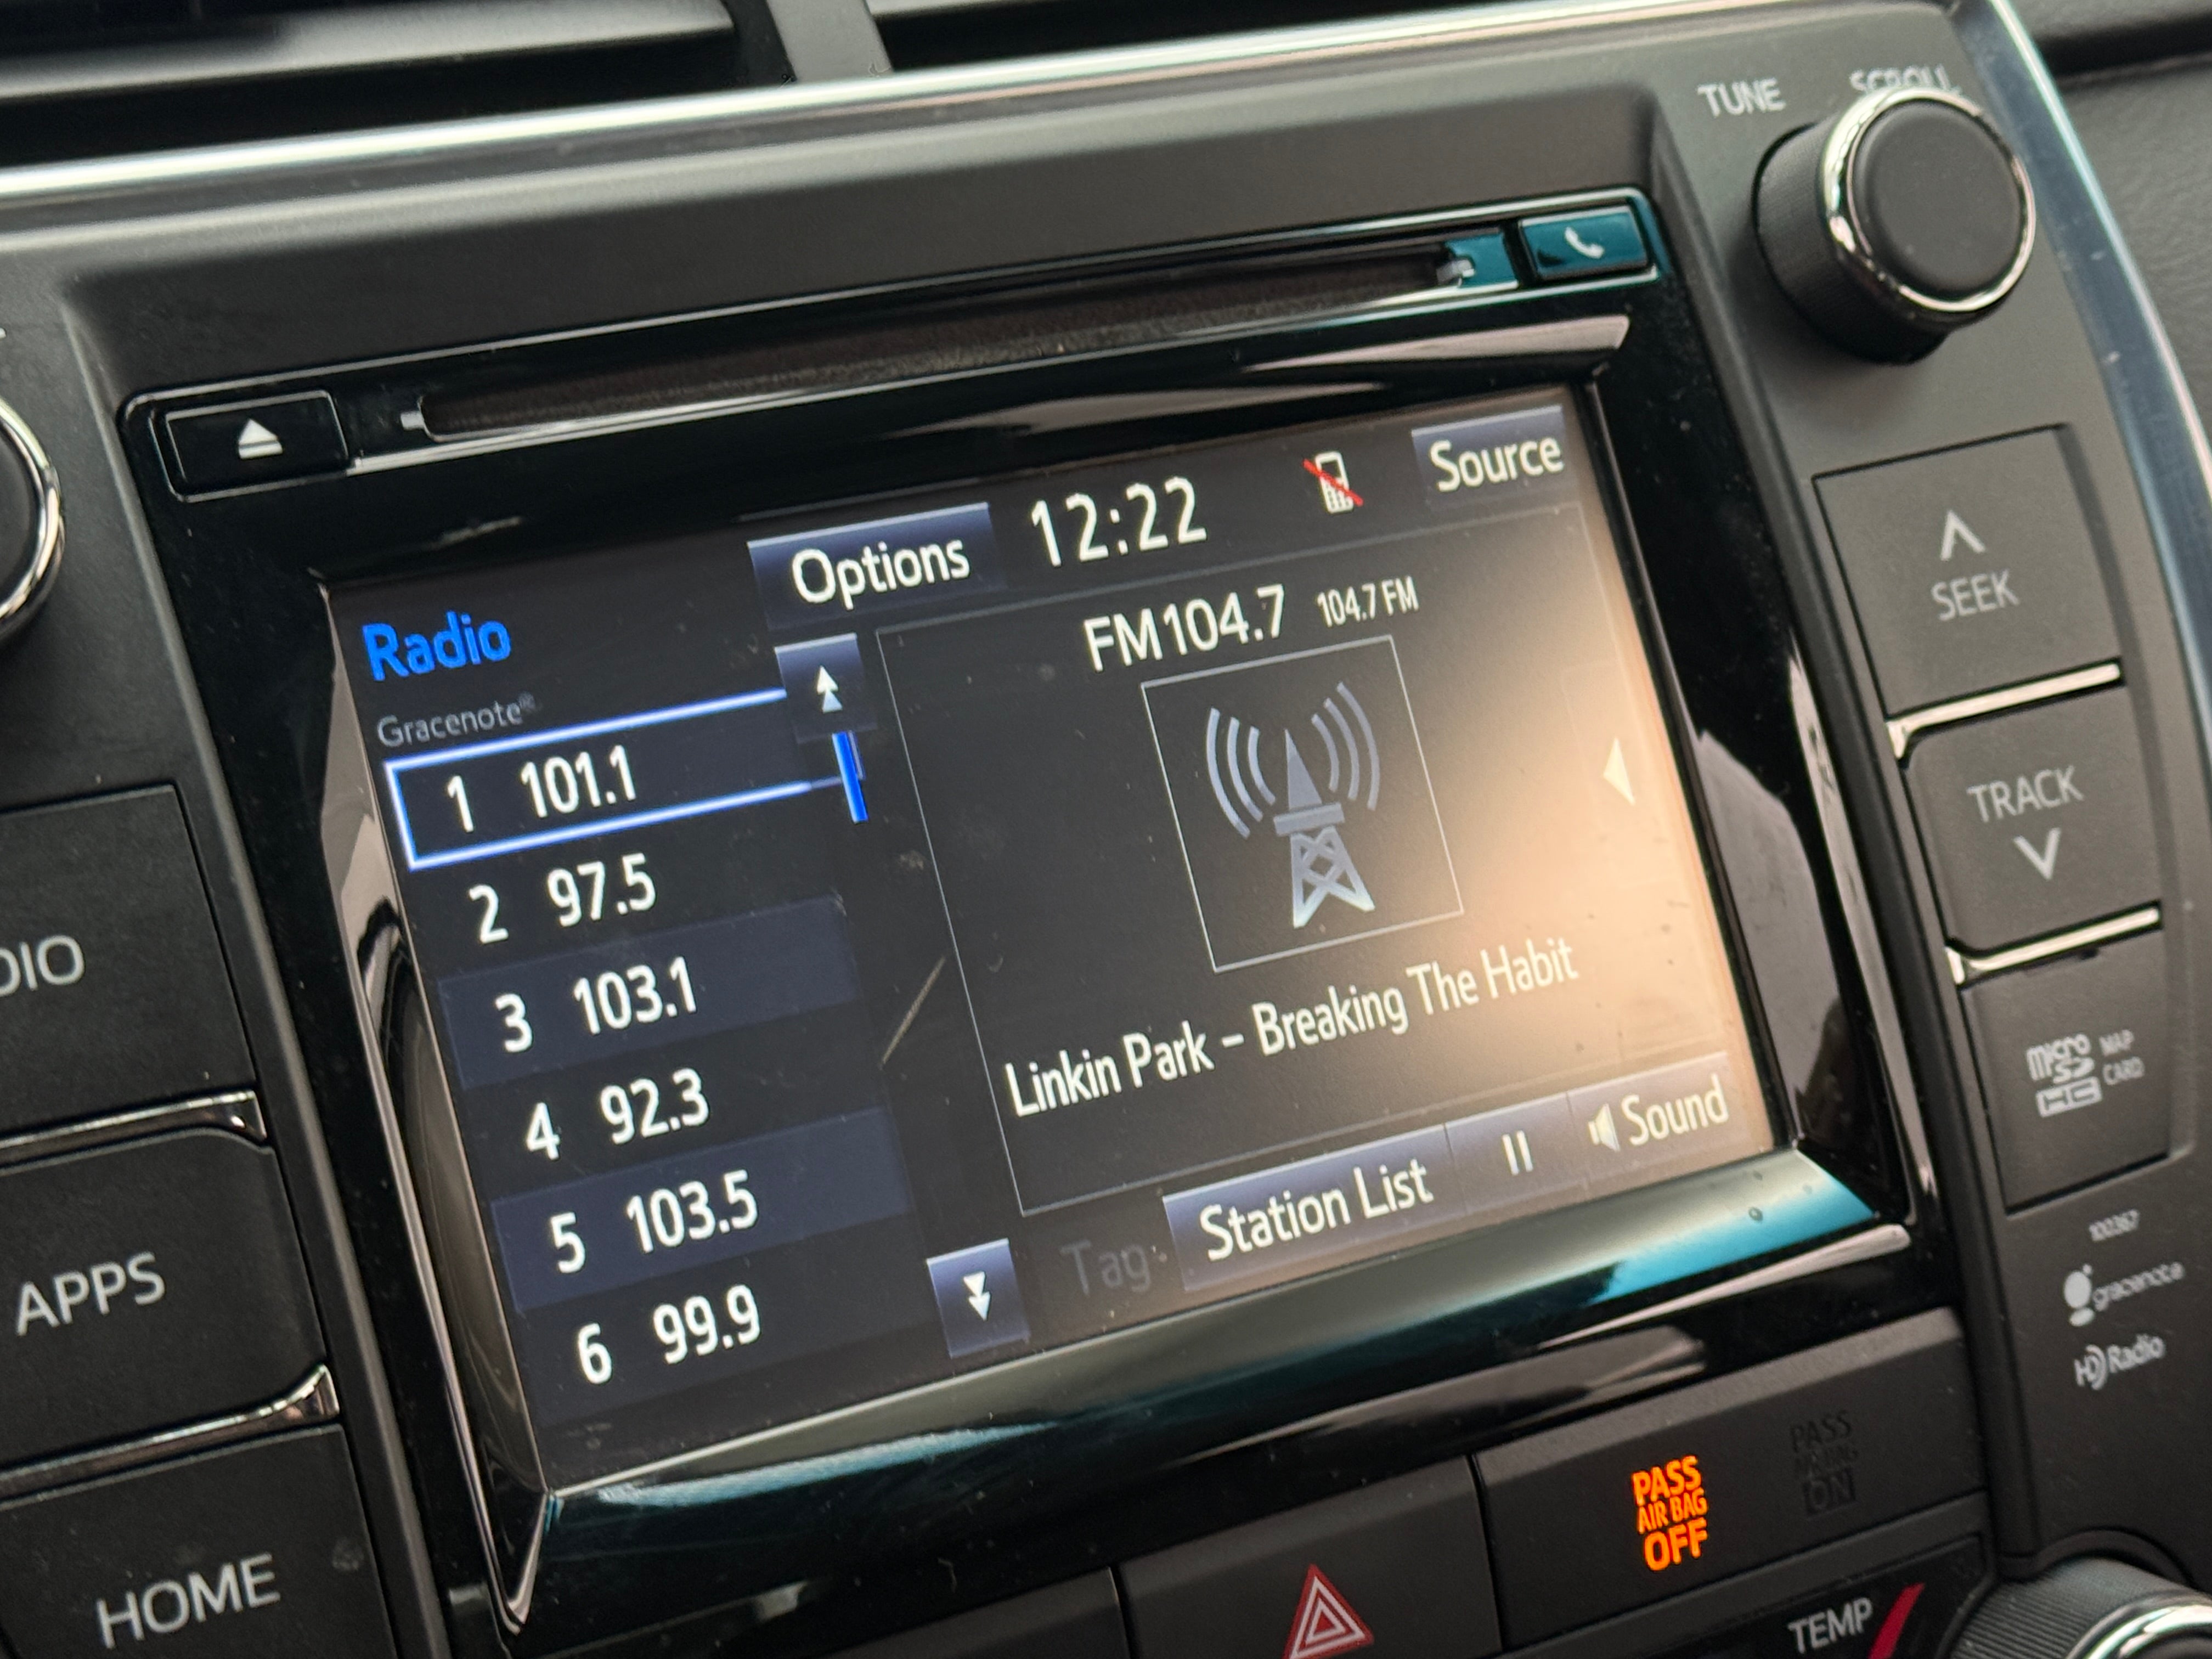 TUNE SCROLL
Options 12:22 Source
Radio
Gracenote®
FM104.7 104.7 FM
1 101.1
2 97.5
3 103.1
4 92.3
5 103.5
6 99.9
Linkin Park – Breaking The Habit
Tag Station List Sound
SEEK
TRACK
micro SD HC MAP CARD
100367
gracenote
HD Radio
DIO
APPS
HOME
PASS
AIR BAG
OFF
PASS
AIR BAG
ON
TEMP